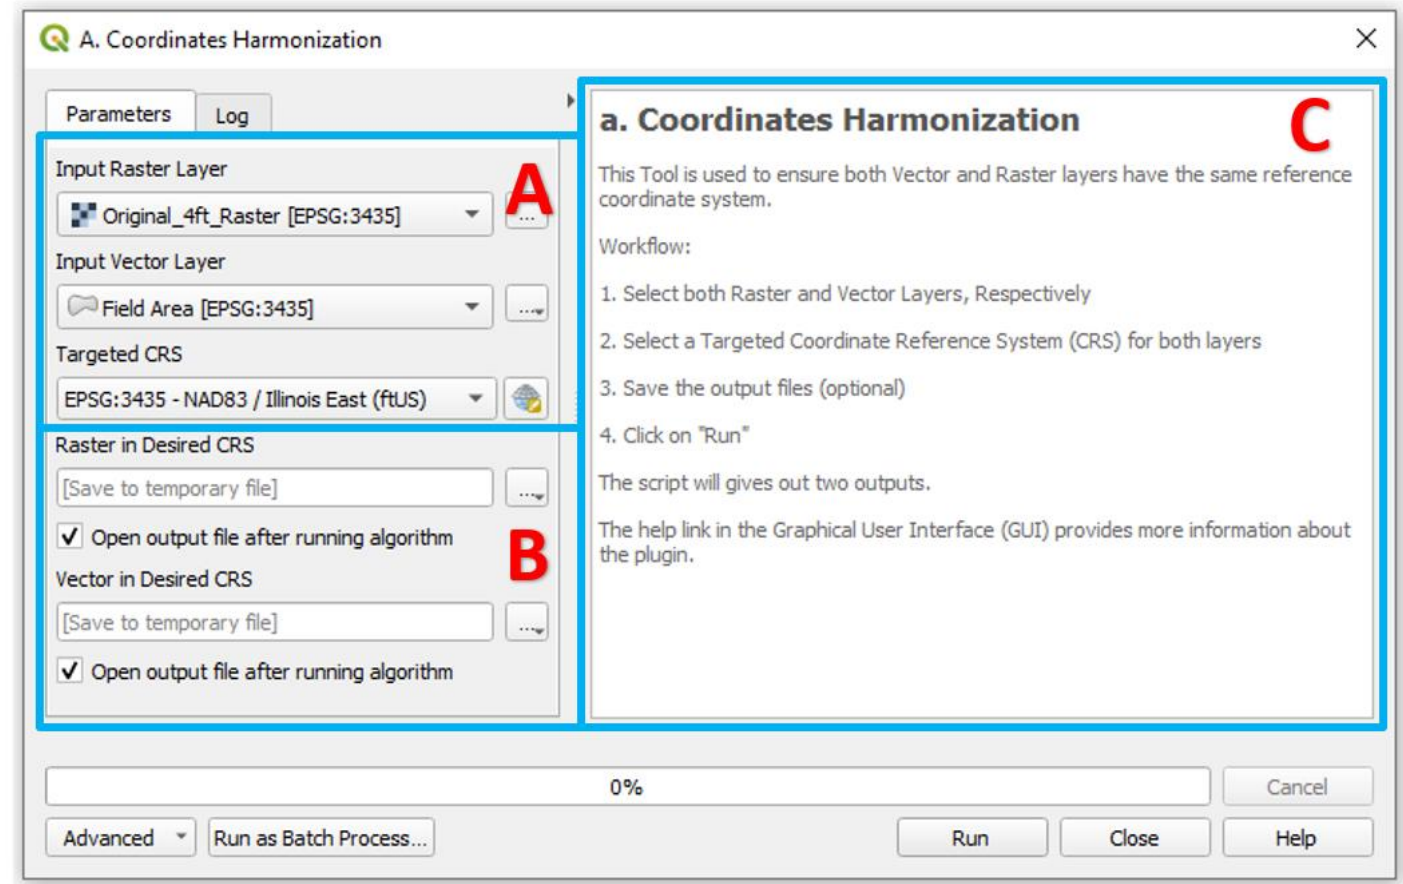 A. Coordinates Harmonization
Parameters
Log
Input Raster Layer
Original_4ft_Raster [EPSG:3435]
...
A
Input Vector Layer
Field Area [EPSG:3435]
...
Targeted CRS
EPSG:3435 - NAD83 / Illinois East (ftUS)
Raster in Desired CRS
[Save to temporary file]
...
Open output file after running algorithm
B
Vector in Desired CRS
[Save to temporary file]
...
Open output file after running algorithm
a. Coordinates Harmonization
C
This Tool is used to ensure both Vector and Raster layers have the same reference
coordinate system.
Workflow:
1. Select both Raster and Vector Layers, Respectively
2. Select a Targeted Coordinate Reference System (CRS) for both layers
3. Save the output files (optional)
4. Click on "Run"
The script will gives out two outputs.
The help link in the Graphical User Interface (GUI) provides more information about
the plugin.
0%
Cancel
Advanced
Run as Batch Process...
Run
Close
Help